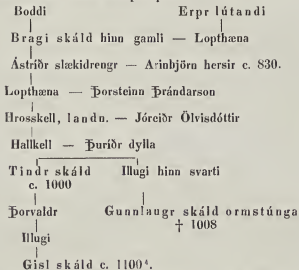 Boddi Erpr lútandi
Bragi skáld hinn gamli — Lopthæna
Ástríðr slækidrengr — Arinbjörn hersir c. 830.
Lopthæna — Þorsteinn Þrándarson
Hrosskell, landn. — Jóreiðr Ölvisdóttir
Hallkell — Þuríðr dylla
Tindr skáld Illugi hinn svarti
c. 1000
Þorvaldr Gunnlaugr skáld ormstúnga
Illugi † 1008
Gisl skáld c. 1100⁴.